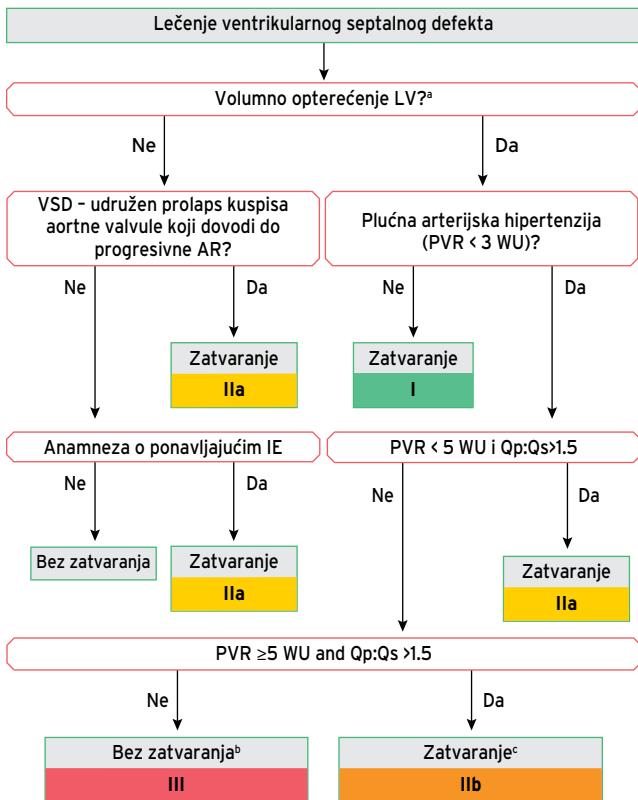 Lečenje ventrikularnog septalnog defekta
Volumno opterećenje LV?ᵃ
Ne
Da
VSD – udružen prolaps kuspisa
aortne valvule koji dovodi do
progresivne AR?
Plućna arterijska hipertenzija
(PVR < 3 WU)?
Ne
Da
Ne
Da
Zatvaranje
IIa
Zatvaranje
I
Anamneza o ponavljajućim IE
PVR < 5 WU i Qp:Qs>1.5
Ne
Da
Ne
Da
Bez zatvaranja
Zatvaranje
IIa
Zatvaranje
IIa
PVR ≥5 WU and Qp:Qs >1.5
Ne
Da
Bez zatvaranjaᵇ
III
Zatvaranjeᶜ
IIb